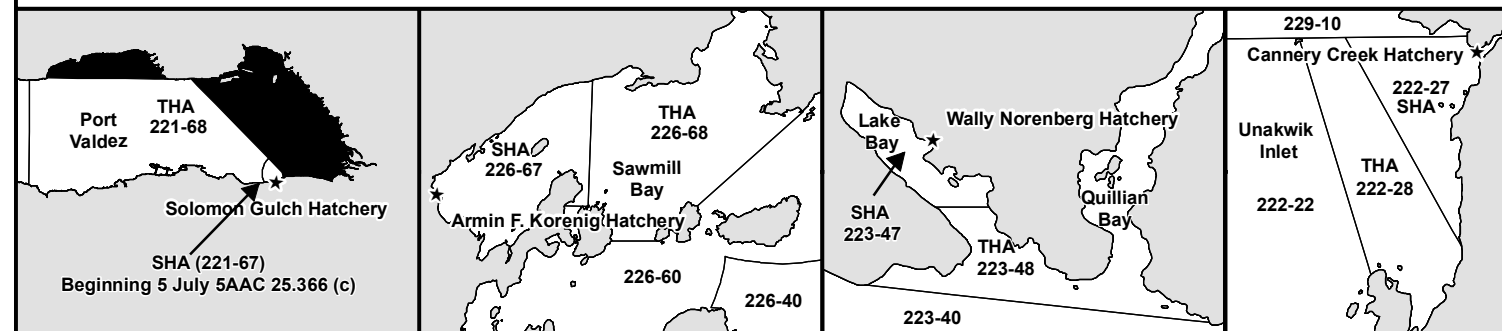 THA
221-68
Port
Valdez
Solomon Gulch Hatchery
SHA (221-67)
Beginning 5 July 5AAC 25.366 (c)
THA
226-68
SHA
226-67
Sawmill
Bay
Armin F. Korenig Hatchery
226-60
226-40
Lake
Bay
Wally Norenberg Hatchery
Quillian
Bay
SHA
223-47
THA
223-48
223-40
229-10
Cannery Creek Hatchery
222-27
SHA
Unakwik
Inlet
THA
222-28
222-22